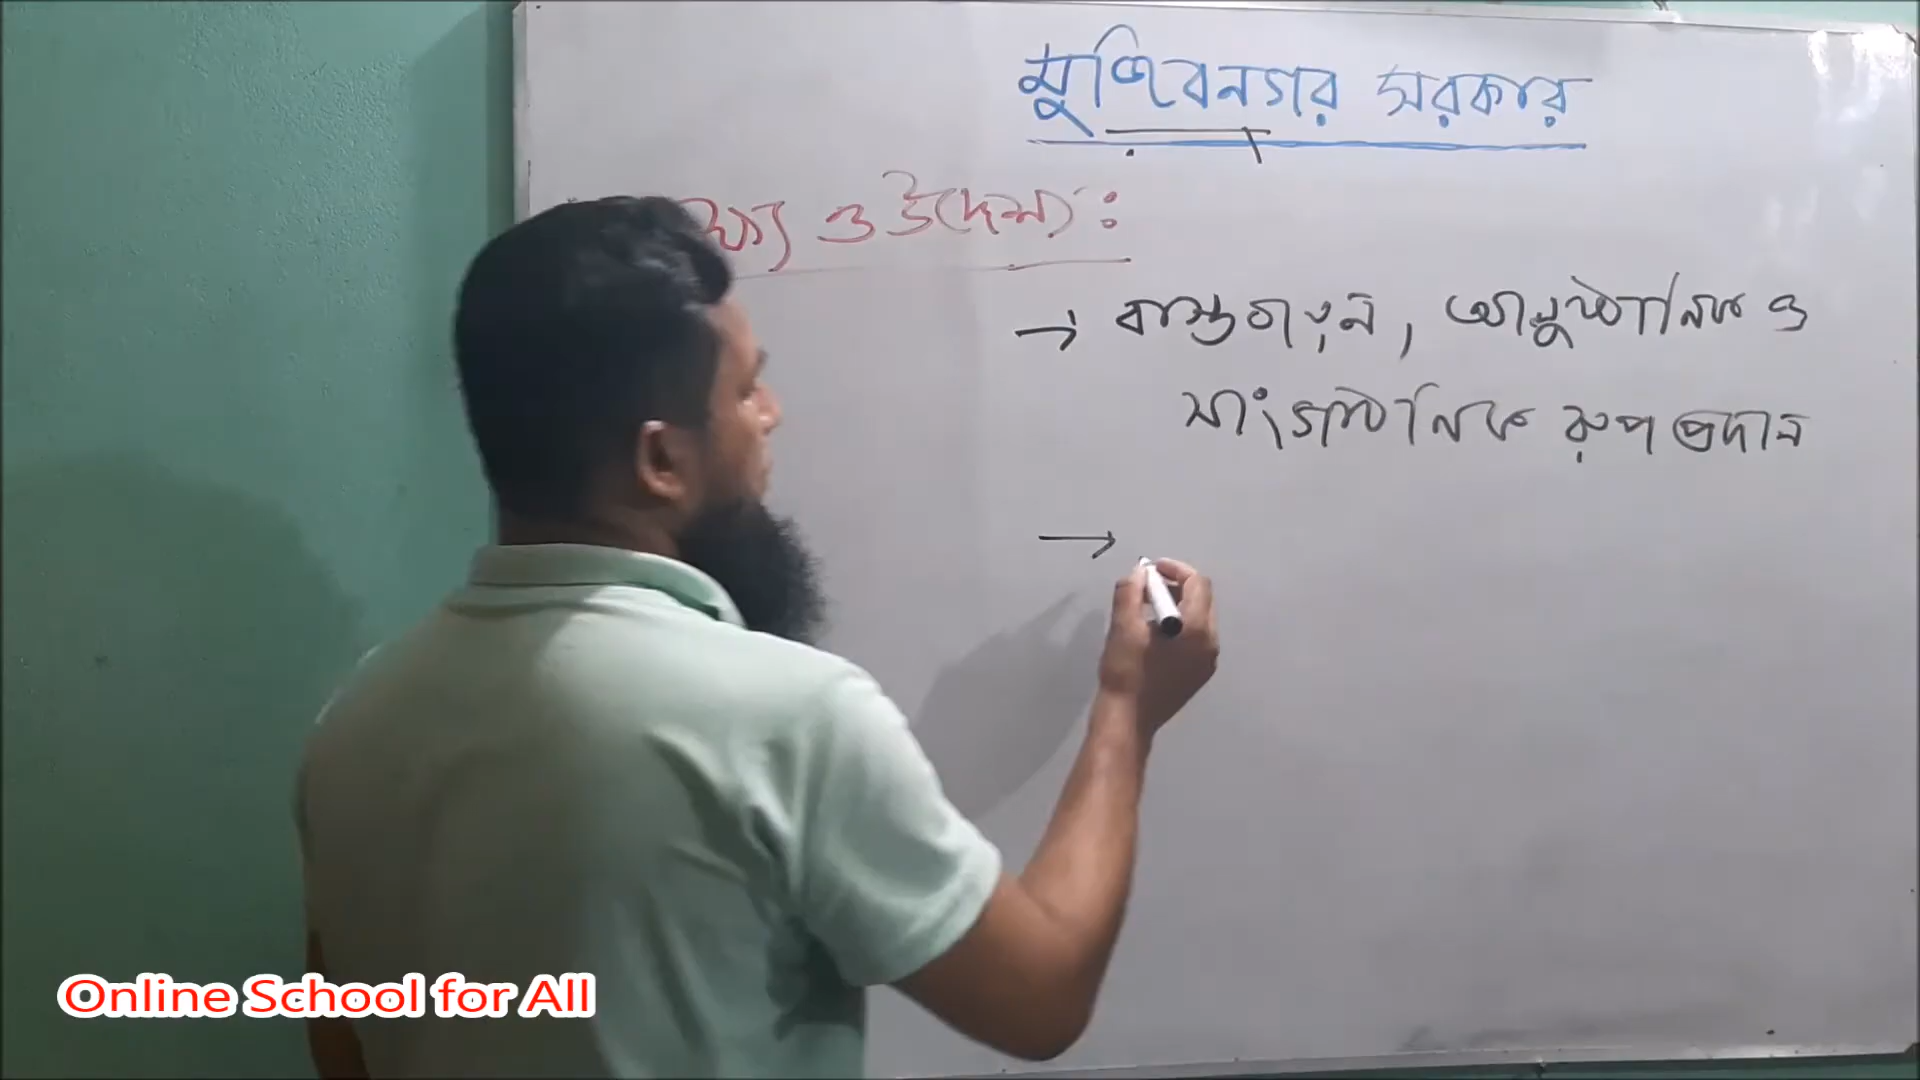 মুজিবনগর সরকার
ও উদ্দেশ্য :
→ বাস্তবায়ন, আনুষ্ঠানিক ও
সাংগঠনিক রুপ প্রদান
→
Online School for All